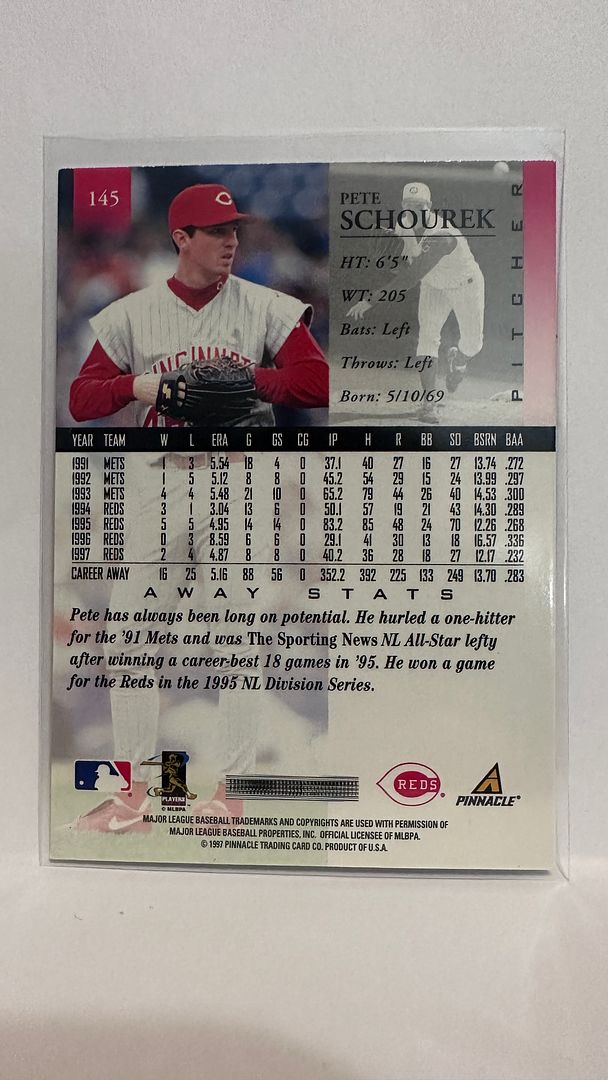 145
PETE
SCHOUREK
HT: 6'5"
WT: 205
Bats: Left
Throws: Left
Born: 5/10/69
PITCHER
CINCINNATI
YEAR TEAM W L ERA G GS CG IP H R BB SO BSRN BAA
1991 METS 1 3 5.54 18 4 0 37.1 40 27 16 27 13.74 .272
1992 METS 1 5 5.12 8 8 0 45.2 54 29 15 24 13.99 .297
1993 METS 4 4 5.48 21 10 0 65.2 79 44 26 40 14.53 .300
1994 REDS 3 1 3.04 13 6 0 50.1 57 19 21 43 14.30 .289
1995 REDS 5 5 4.95 14 14 0 83.2 85 48 24 70 12.26 .268
1996 REDS 0 3 8.59 6 6 0 29.1 41 30 13 18 16.57 .336
1997 REDS 2 4 4.87 8 8 0 40.2 36 28 18 27 12.17 .232
CAREER AWAY 16 25 5.16 88 56 0 352.2 392 225 133 249 13.70 .283
AWAY STATS
Pete has always been long on potential. He hurled a one-hitter
for the '91 Mets and was The Sporting News NL All-Star lefty
after winning a career-best 18 games in '95. He won a game
for the Reds in the 1995 NL Division Series.
PLAYERS
© MLBPA
REDS
PINNACLE®
MAJOR LEAGUE BASEBALL TRADEMARKS AND COPYRIGHTS ARE USED WITH PERMISSION OF
MAJOR LEAGUE BASEBALL PROPERTIES, INC. OFFICIAL LICENSEE OF MLBPA.
© 1997 PINNACLE TRADING CARD CO. PRODUCT OF U.S.A.